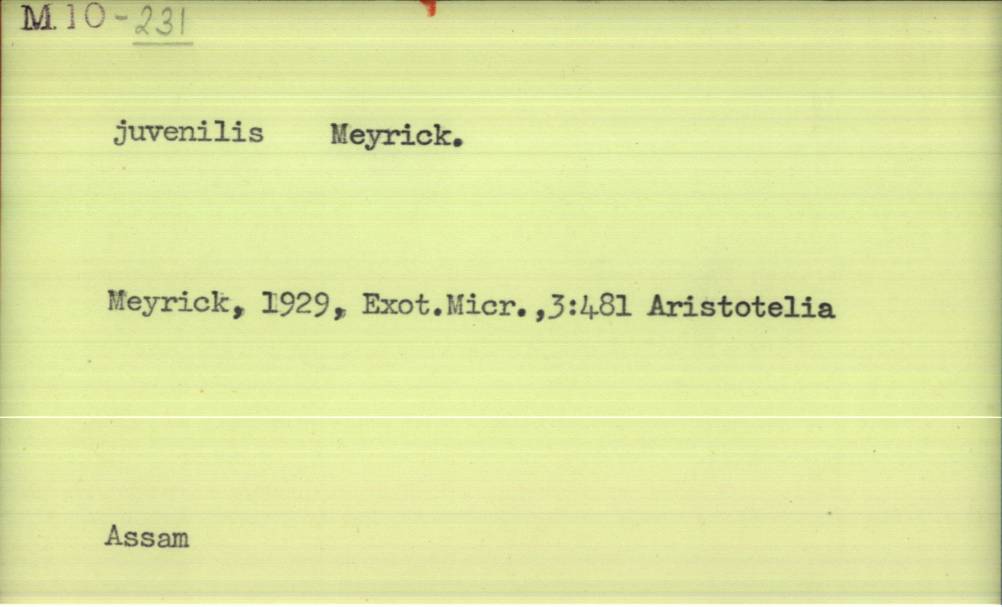 M 10-231
juvenilis Meyrick.
Meyrick, 1929, Exot.Micr.,3:481 Aristotelia
Assam